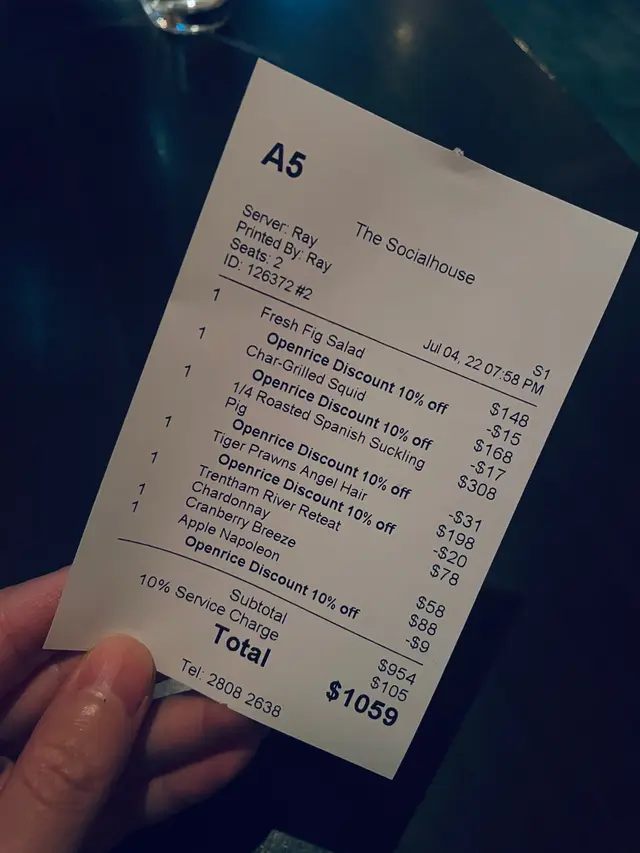 A5
The Socialhouse
Server: Ray
Printed By: Ray
Seats: 2
ID: 126372 #2
S1
Jul 04, 22 07:58 PM
1 Fresh Fig Salad $148
Openrice Discount 10% off -$15
1 Char-Grilled Squid $168
Openrice Discount 10% off -$17
1 1/4 Roasted Spanish Suckling $308
Pig
Openrice Discount 10% off -$31
1 Tiger Prawns Angel Hair $198
Openrice Discount 10% off -$20
1 Trentham River Reteat $78
Chardonnay
1 Cranberry Breeze $58
1 Apple Napoleon $88
Openrice Discount 10% off -$9
Subtotal $954
10% Service Charge $105
Total $1059
Tel: 2808 2638